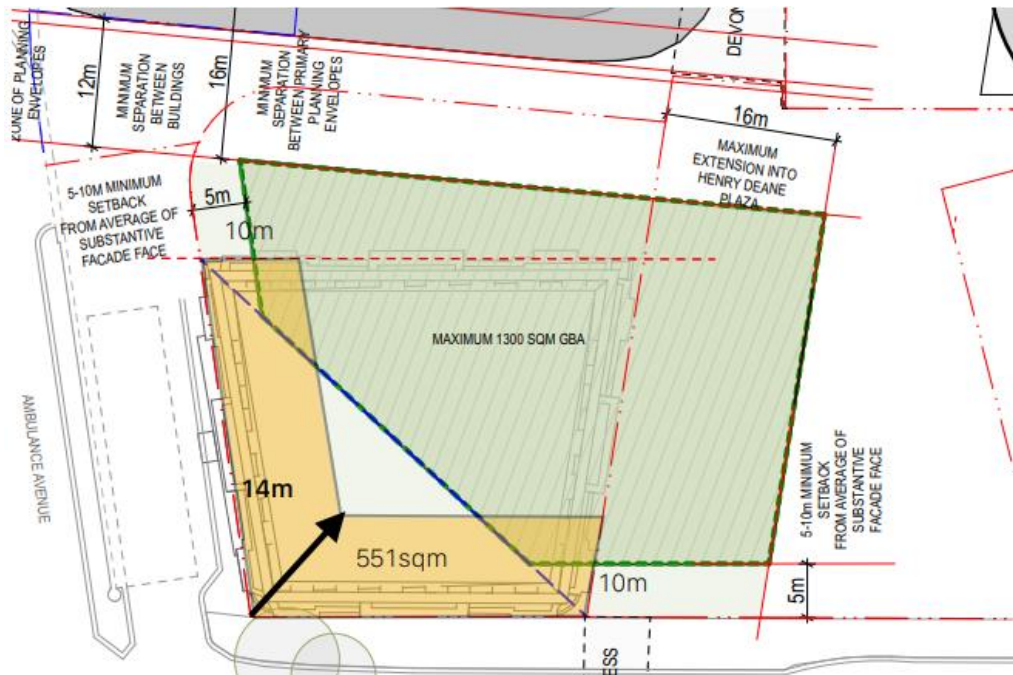 ZONE OF PLANNING
ENVELOPES
12m
MINIMUM
SEPARATION
BETWEEN
BUILDINGS
16m
MINIMUM
SEPARATION
BETWEEN PRIMARY
PLANNING
ENVELOPES
DEVON
16m
MAXIMUM
EXTENSION INTO
HENRY DEANE
PLAZA
5-10M MINIMUM
SETBACK
FROM AVERAGE OF
SUBSTANTIVE
FACADE FACE
5m
10m
MAXIMUM 1300 SQM GBA
AMBULANCE AVENUE
14m
551sqm
10m
5-10m MINIMUM
SETBACK
FROM AVERAGE OF
SUBSTANTIVE
FACADE FACE
5m
ESS